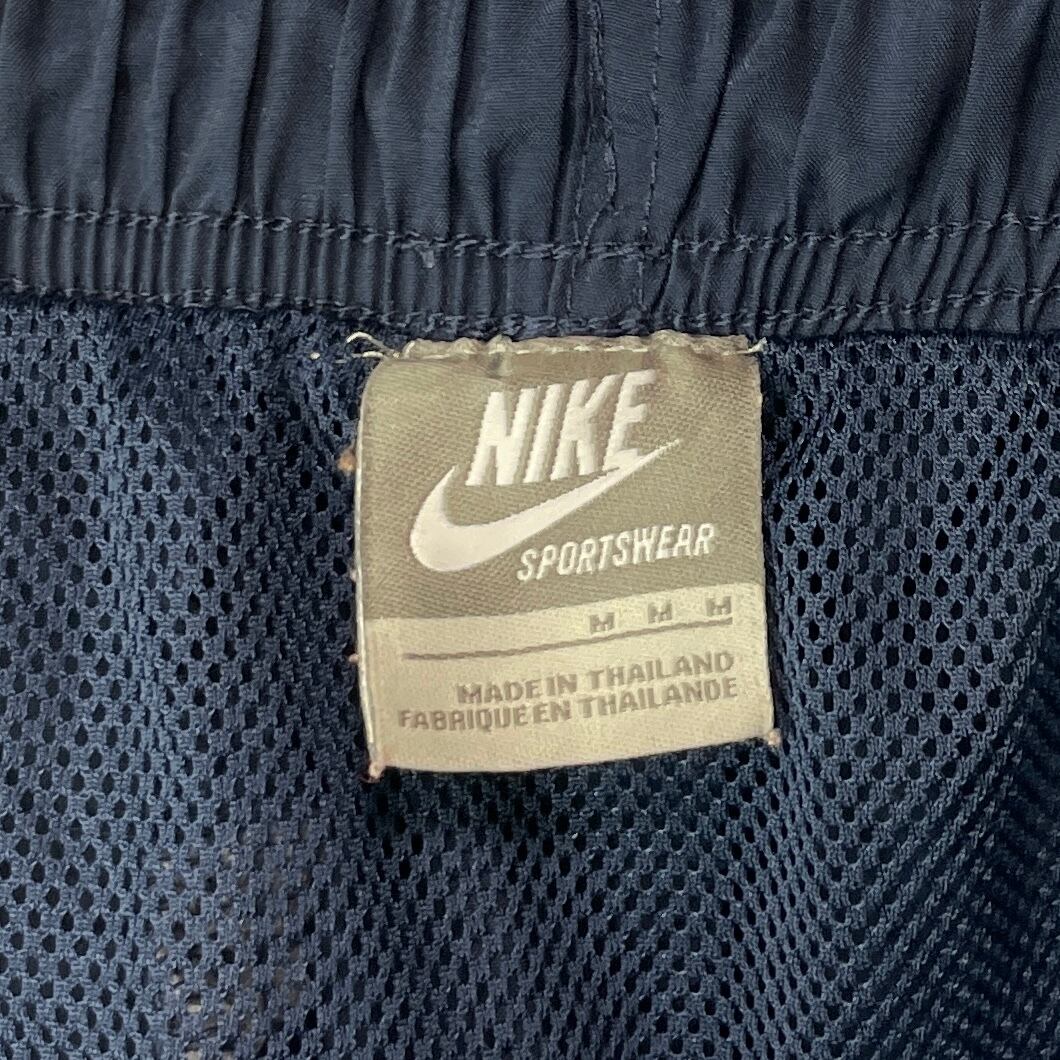 NIKE
SPORTSWEAR
M M M
MADE IN THAILAND
FABRIQUE EN THAILANDE